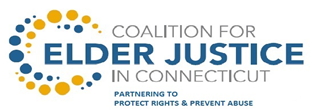 COALITION FOR
ELDER JUSTICE
IN CONNECTICUT
PARTNERING TO
PROTECT RIGHTS & PREVENT ABUSE